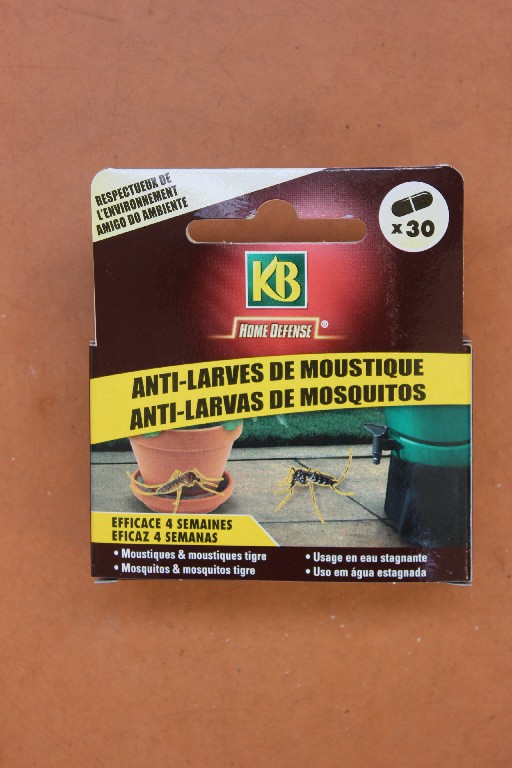 RESPECTUEUX DE
L'ENVIRONNEMENT
AMIGO DO AMBIENTE
x 30
KB
HOME DEFENSE®
ANTI-LARVES DE MOUSTIQUE
ANTI-LARVAS DE MOSQUITOS
EFFICACE 4 SEMAINES
EFICAZ 4 SEMANAS
• Moustiques & moustiques tigre
• Mosquitos & mosquitos tigre
• Usage en eau stagnante
• Uso em água estagnada